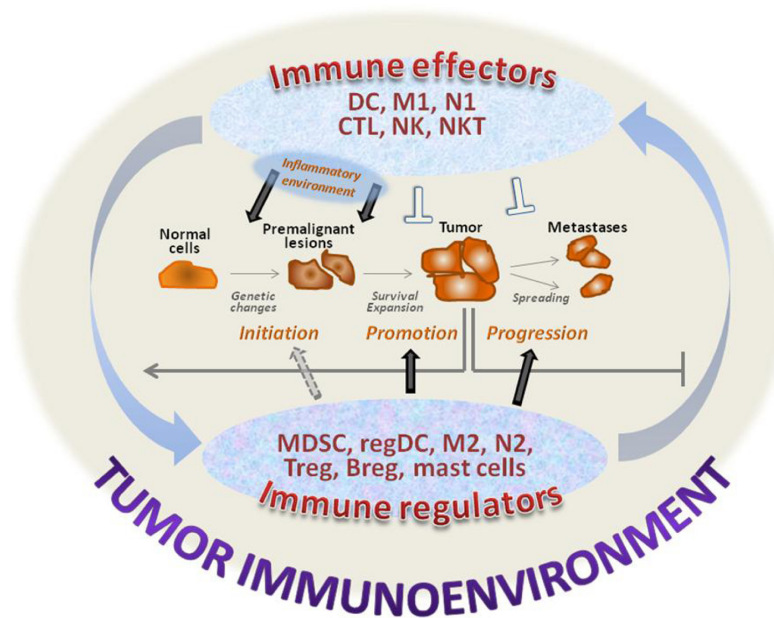 Immune effectors
DC, M1, N1
CTL, NK, NKT
Inflammatory
environment
Normal
cells
Premalignant
lesions
Tumor
Metastases
Genetic
changes
Survival
Expansion
Spreading
Initiation
Promotion
Progression
MDSC, regDC, M2, N2,
Treg, Breg, mast cells
Immune regulators
TUMOR IMMUNOENVIRONMENT